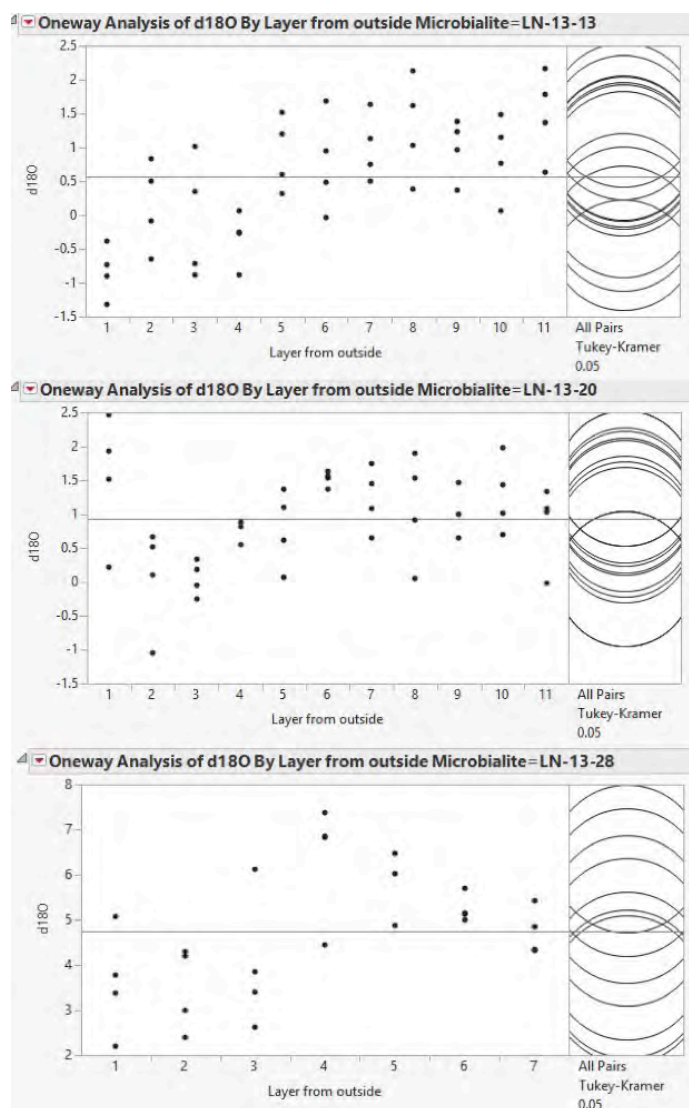 Oneway Analysis of d18O By Layer from outside Microbialite=LN-13-13
2.5
2
1.5
1
0.5
0
-0.5
-1
-1.5
d18O
1 2 3 4 5 6 7 8 9 10 11
Layer from outside
All Pairs
Tukey-Kramer
0.05
Oneway Analysis of d18O By Layer from outside Microbialite=LN-13-20
2.5
2
1.5
1
0.5
0
-0.5
-1
-1.5
d18O
1 2 3 4 5 6 7 8 9 10 11
Layer from outside
All Pairs
Tukey-Kramer
0.05
Oneway Analysis of d18O By Layer from outside Microbialite=LN-13-28
8
7
6
5
4
3
2
d18O
1 2 3 4 5 6 7
Layer from outside
All Pairs
Tukey-Kramer
0.05